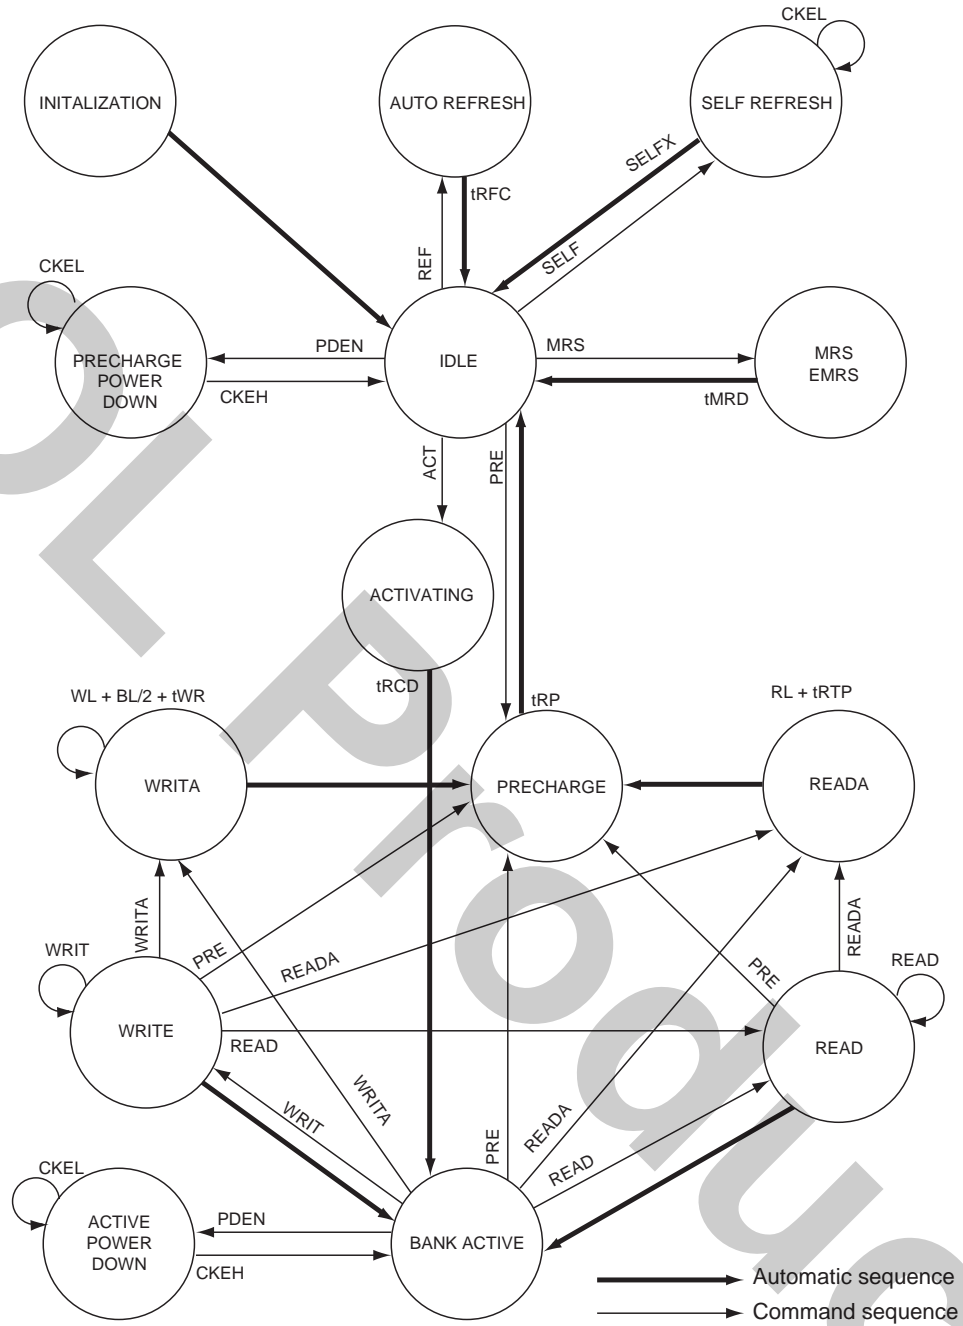 CKEL
INITALIZATION
AUTO REFRESH
SELF REFRESH
SELFX
tRFC
REF
SELF
CKEL
PRECHARGE
POWER
DOWN
PDEN
CKEH
IDLE
MRS
tMRD
MRS
EMRS
ACT
PRE
ACTIVATING
tRCD
tRP
WL + BL/2 + tWR
RL + tRTP
WRITA
PRECHARGE
READA
WRITA
PRE
READA
PRE
READA
WRIT
READ
WRITE
READ
READ
WRIT
WRITA
PRE
READA
READ
CKEL
ACTIVE
POWER
DOWN
PDEN
CKEH
BANK ACTIVE
Automatic sequence
Command sequence
OL Produc